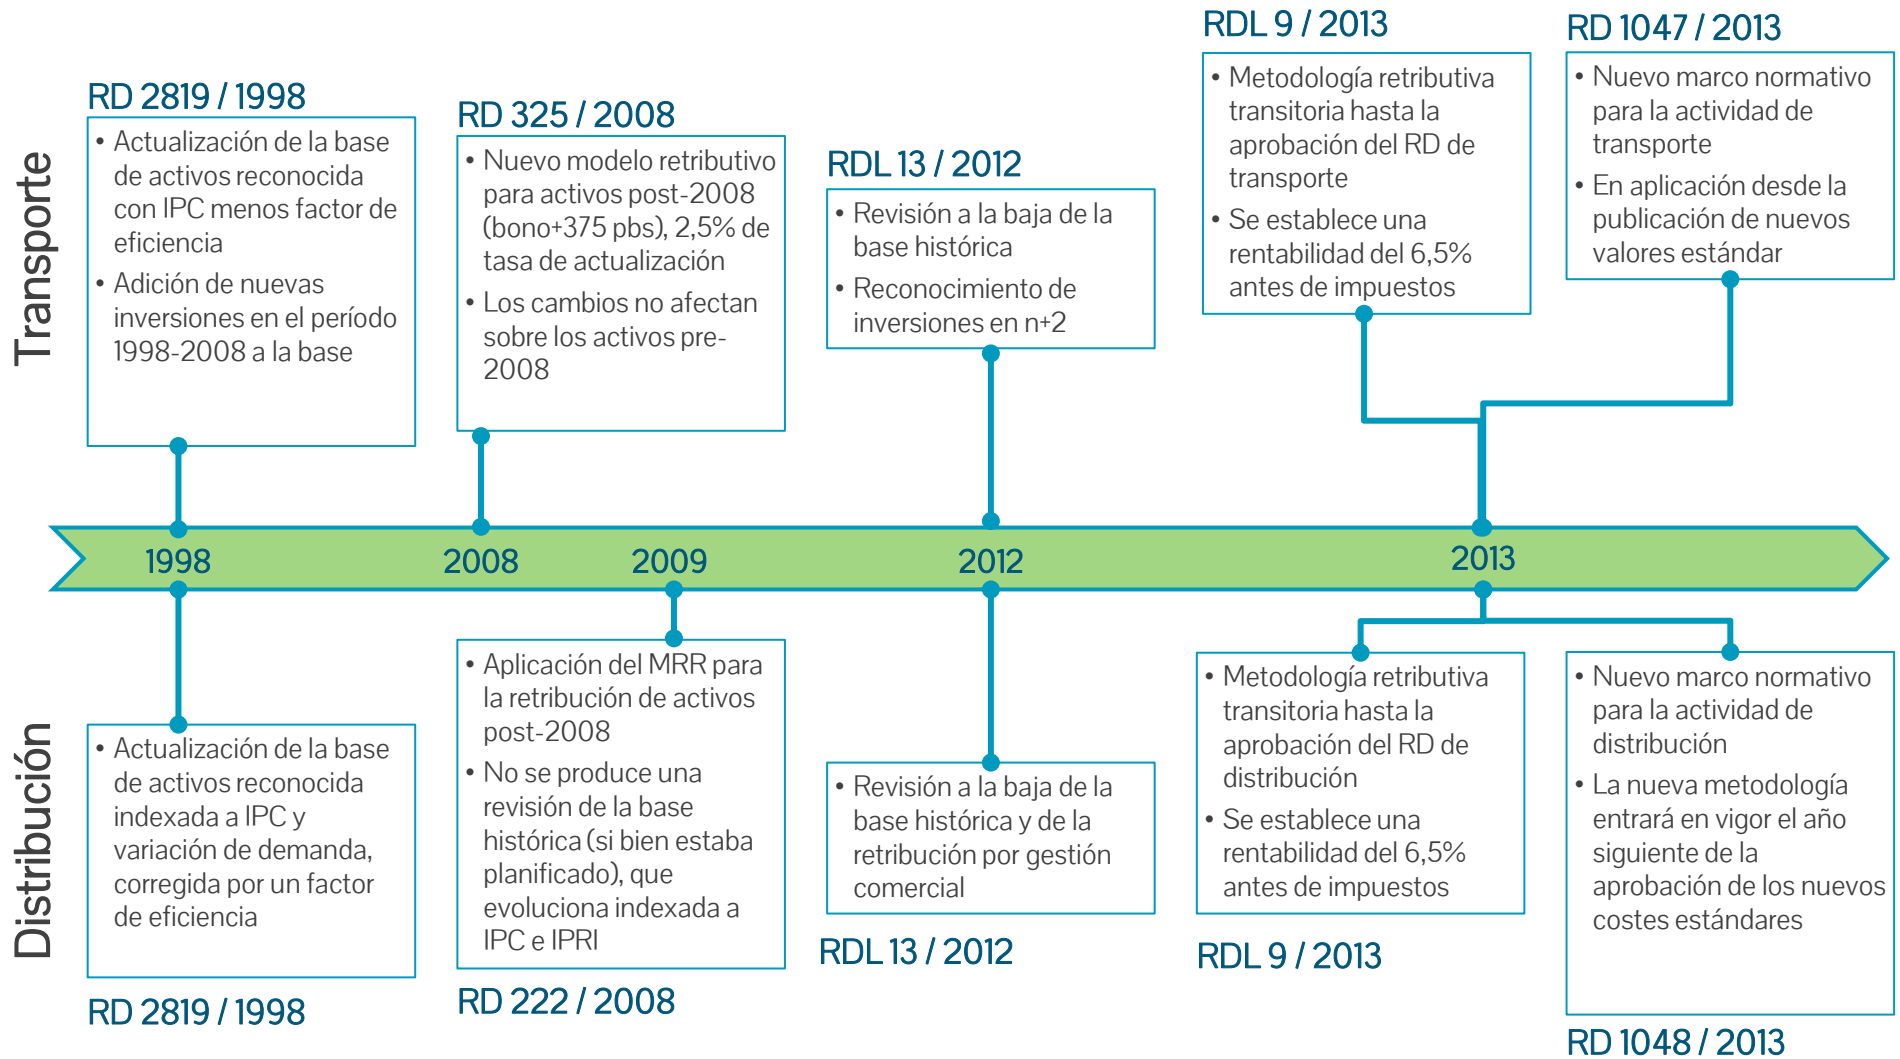 Transporte
RD 2819 / 1998
• Actualización de la base
de activos reconocida
con IPC menos factor de
eficiencia
• Adición de nuevas
inversiones en el período
1998-2008 a la base
RD 325 / 2008
• Nuevo modelo retributivo
para activos post-2008
(bono+375 pbs), 2,5% de
tasa de actualización
• Los cambios no afectan
sobre los activos pre-
2008
RDL 13 / 2012
• Revisión a la baja de la
base histórica
• Reconocimiento de
inversiones en n+2
RDL 9 / 2013
• Metodología retributiva
transitoria hasta la
aprobación del RD de
transporte
• Se establece una
rentabilidad del 6,5%
antes de impuestos
RD 1047 / 2013
• Nuevo marco normativo
para la actividad de
transporte
• En aplicación desde la
publicación de nuevos
valores estándar
1998
2008
2009
2012
2013
Distribución
• Actualización de la base
de activos reconocida
indexada a IPC y
variación de demanda,
corregida por un factor
de eficiencia
RD 2819 / 1998
• Aplicación del MRR para
la retribución de activos
post-2008
• No se produce una
revisión de la base
histórica (si bien estaba
planificado), que
evoluciona indexada a
IPC e IPRI
RD 222 / 2008
• Revisión a la baja de la
base histórica y de la
retribución por gestión
comercial
RDL 13 / 2012
• Metodología retributiva
transitoria hasta la
aprobación del RD de
distribución
• Se establece una
rentabilidad del 6,5%
antes de impuestos
RDL 9 / 2013
• Nuevo marco normativo
para la actividad de
distribución
• La nueva metodología
entrará en vigor el año
siguiente de la
aprobación de los nuevos
costes estándares
RD 1048 / 2013